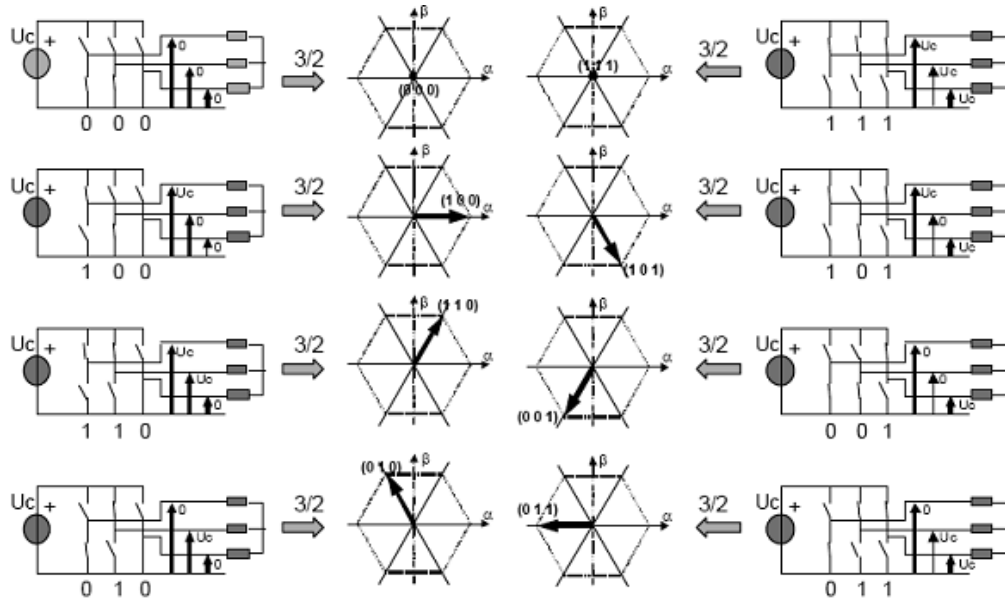 Uc + 0 0 0 3/2 β α (0 0 0)
0 0 0
β α (1 1 1) 3/2 Uc + Uc Uc Uc
1 1 1
Uc + Uc 0 0 3/2 β α (1 0 0)
1 0 0
β α (1 0 1) 3/2 Uc + Uc 0 Uc
1 0 1
Uc + Uc Uc 0 3/2 β α (1 1 0)
1 1 0
β α (0 0 1) 3/2 Uc + 0 0 Uc
0 0 1
Uc + 0 Uc 0 3/2 (0 1 0) β α
0 1 0
β α (0 1 1) 3/2 Uc + 0 Uc Uc
0 1 1